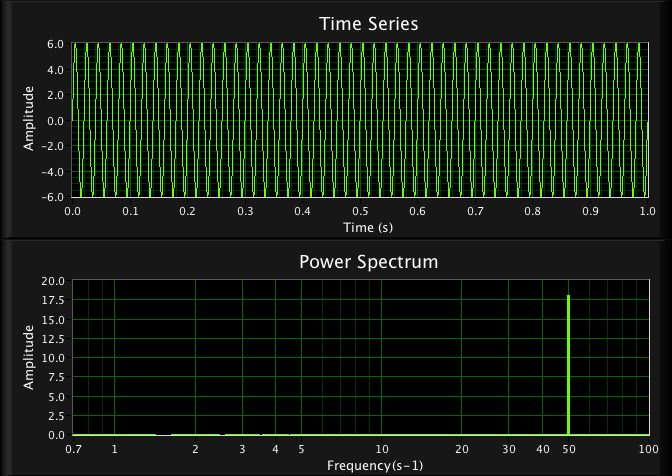 Time Series
Amplitude
6.0
4.0
2.0
0.0
−2.0
−4.0
−6.0
0.0 0.1 0.2 0.3 0.4 0.5 0.6 0.7 0.8 0.9 1.0
Time (s)
Power Spectrum
Amplitude
20.0
17.5
15.0
12.5
10.0
7.5
5.0
2.5
0.0
0.7 1 2 3 4 5 10 20 30 40 50 100
Frequency(s−1)